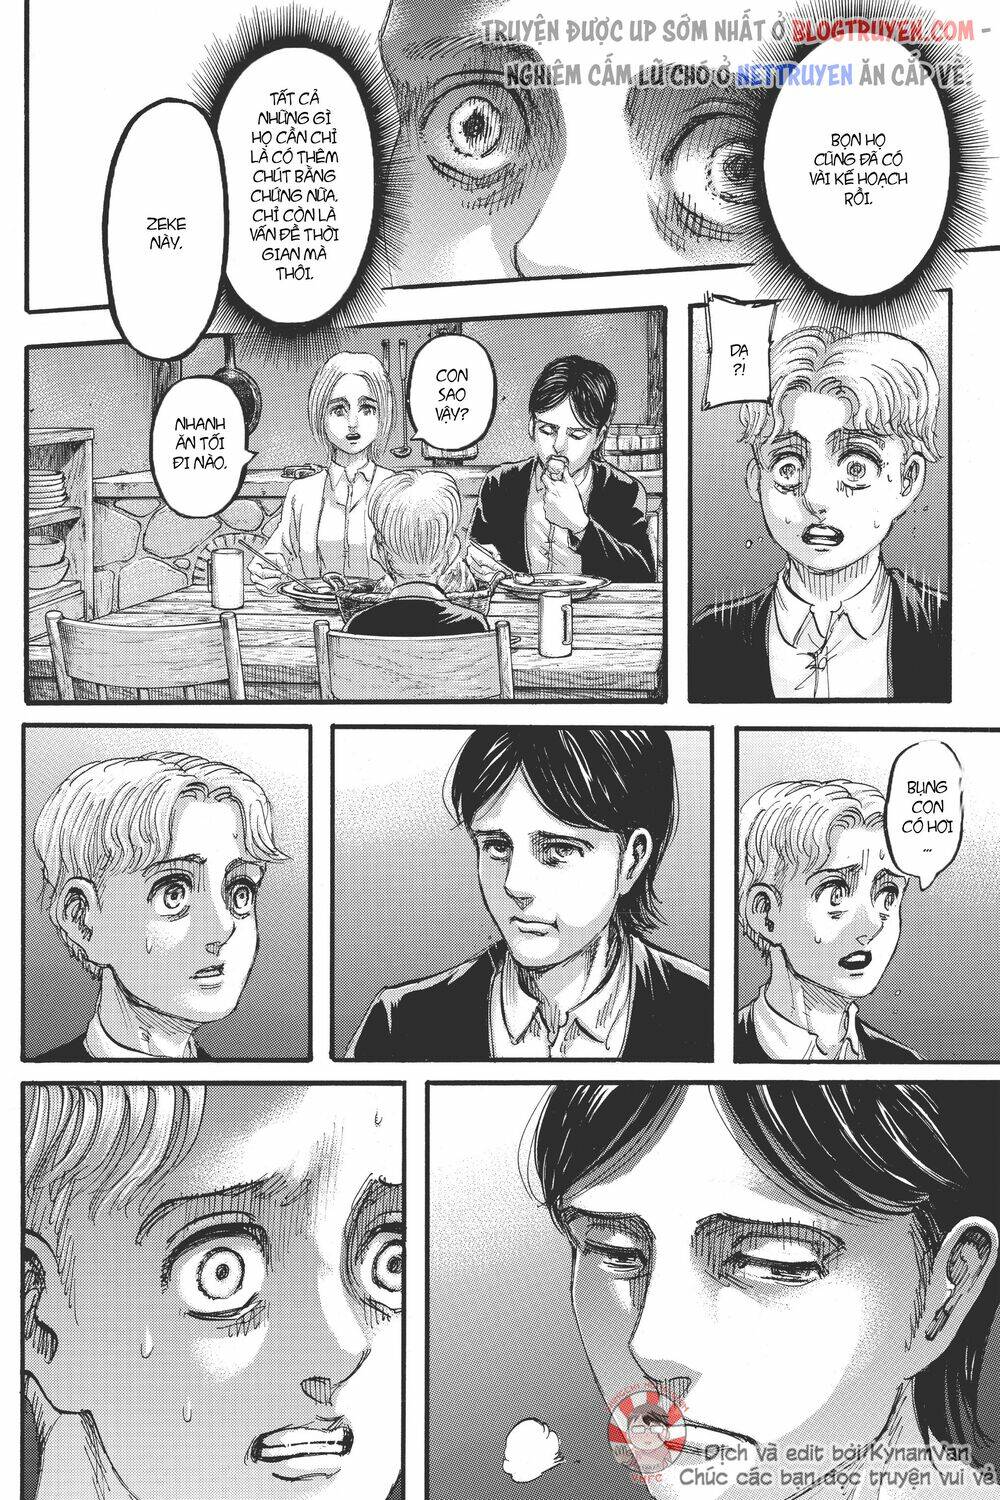 TRUYỆN ĐƯỢC UP SỚM NHẤT Ở BLOGTRUYEN.COM -
NGHIÊM CẤM LŨ CHÓ Ở NETTRUYEN ĂN CẮP VỀ.
BỌN HỌ
CŨNG ĐÃ CÓ
VÀI KẾ HOẠCH
RỒI.
TẤT CẢ
NHỮNG GÌ
HỌ CẦN CHỈ
LÀ CÓ THÊM
CHÚT BẰNG
CHỨNG NỮA.
CHỈ CÒN LÀ
VẤN ĐỀ THỜI
GIAN MÀ
THÔI.
ZEKE
NÀY.
DẠ
?!
CON
SAO
VẬY?
NHANH
ĂN TỐI
ĐI NÀO.
BỤNG
CON
CÓ HƠI
...
Dịch và edit bởi KynamVan
Chúc các bạn đọc truyện vui vẻ